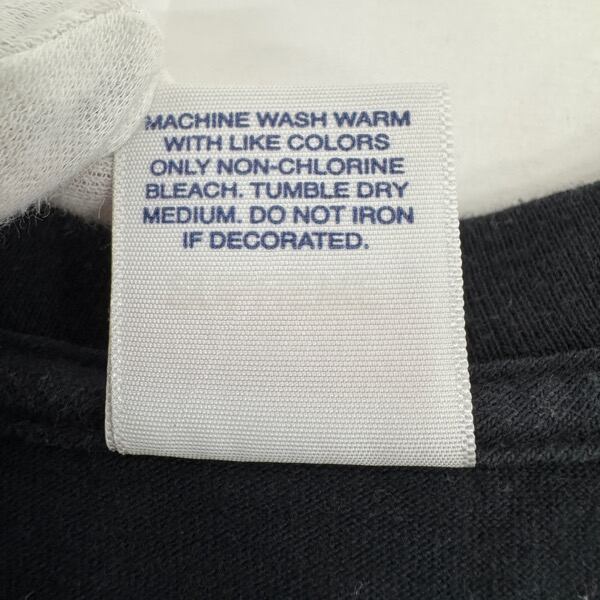 MACHINE WASH WARM
WITH LIKE COLORS
ONLY NON-CHLORINE
BLEACH. TUMBLE DRY
MEDIUM. DO NOT IRON
IF DECORATED.